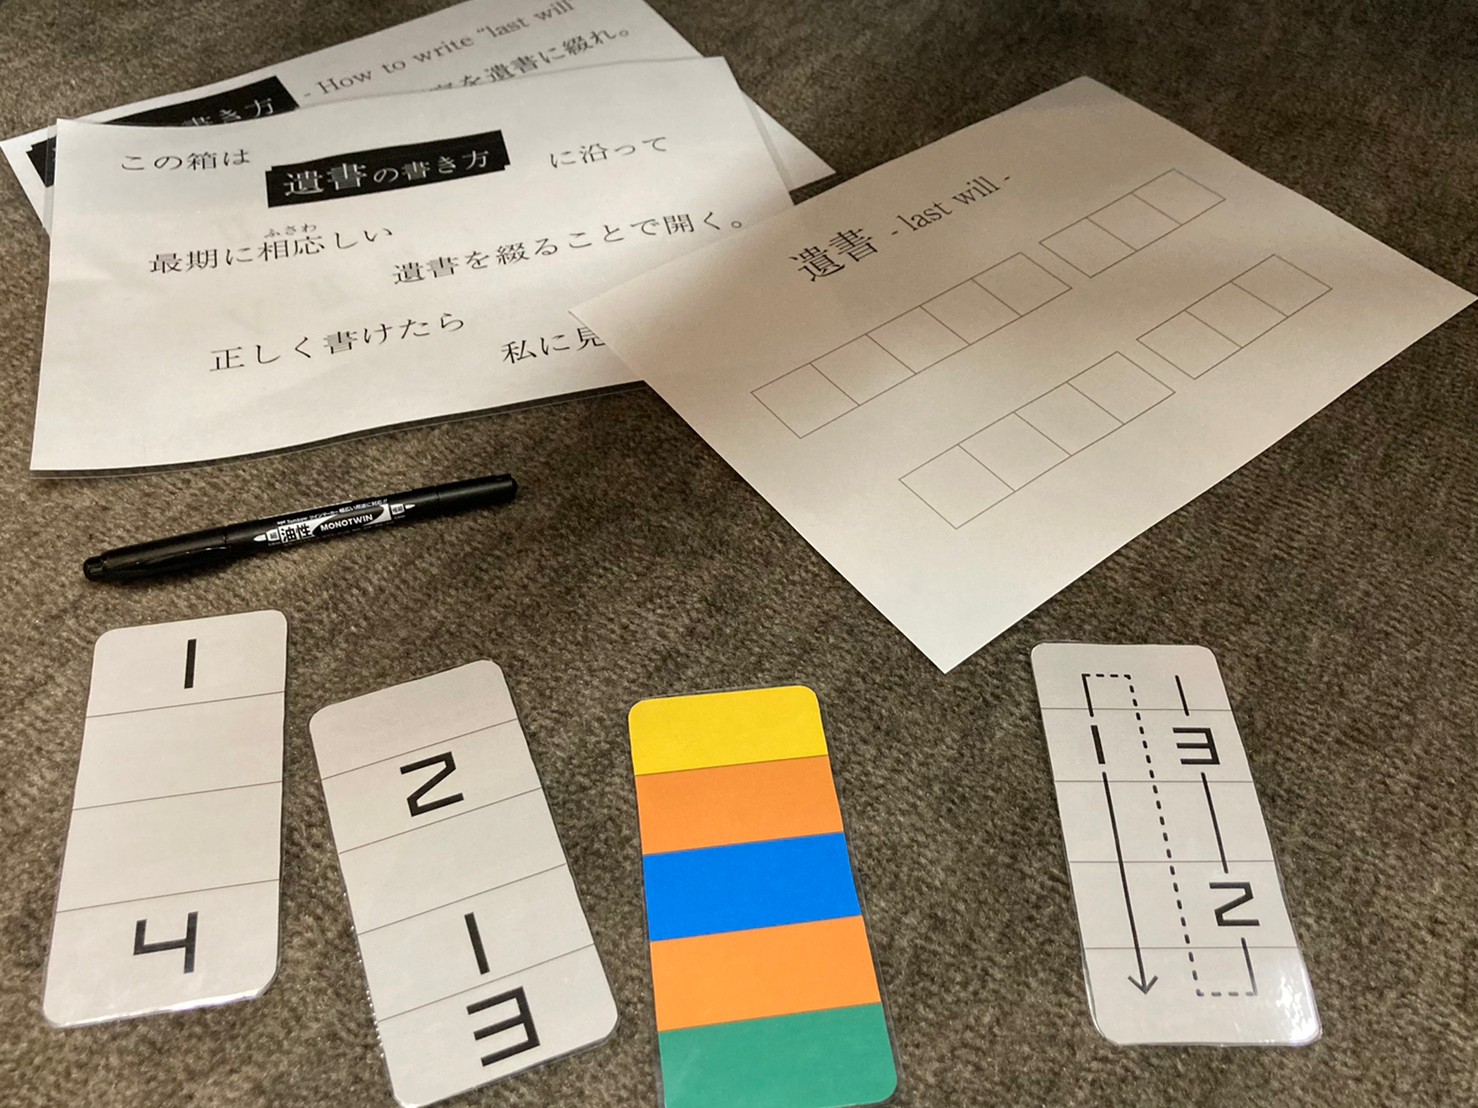 - How to write "last will
を遺書に綴れ。
書き方
この箱は 遺書の書き方 に沿って
ふさわ
最期に相応しい
遺書を綴ることで開く。
正しく書けたら
私に見
遺書 - last will -
油性 MONOTWIN
1
4
2
1
3
3
1
2